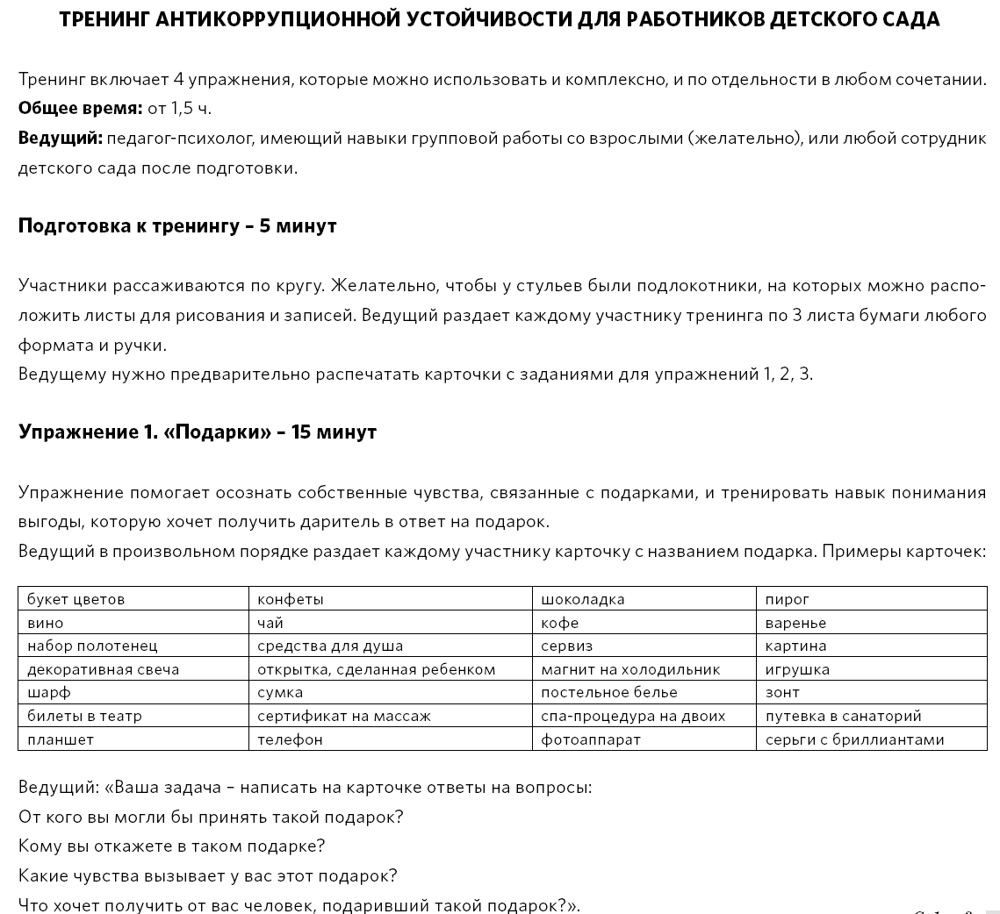 ТРЕНИНГ АНТИКОРРУПЦИОННОЙ УСТОЙЧИВОСТИ ДЛЯ РАБОТНИКОВ ДЕТСКОГО САДА
Тренинг включает 4 упражнения, которые можно использовать и комплексно, и по отдельности в любом сочетании.
Общее время: от 1,5 ч.
Ведущий: педагог-психолог, имеющий навыки групповой работы со взрослыми (желательно), или любой сотрудник
детского сада после подготовки.
Подготовка к тренингу – 5 минут
Участники рассаживаются по кругу. Желательно, чтобы у стульев были подлокотники, на которых можно распо-
ложить листы для рисования и записей. Ведущий раздает каждому участнику тренинга по 3 листа бумаги любого
формата и ручки.
Ведущему нужно предварительно распечатать карточки с заданиями для упражнений 1, 2, 3.
Упражнение 1. «Подарки» – 15 минут
Упражнение помогает осознать собственные чувства, связанные с подарками, и тренировать навык понимания
выгоды, которую хочет получить даритель в ответ на подарок.
Ведущий в произвольном порядке раздает каждому участнику карточку с названием подарка. Примеры карточек:
букет цветов конфеты шоколадка пирог
вино чай кофе варенье
набор полотенец средства для душа сервиз картина
декоративная свеча открытка, сделанная ребенком магнит на холодильник игрушка
шарф сумка постельное белье зонт
билеты в театр сертификат на массаж спа-процедура на двоих путевка в санаторий
планшет телефон фотоаппарат серьги с бриллиантами
Ведущий: «Ваша задача – написать на карточке ответы на вопросы:
От кого вы могли бы принять такой подарок?
Кому вы откажете в таком подарке?
Какие чувства вызывает у вас этот подарок?
Что хочет получить от вас человек, подаривший такой подарок?».